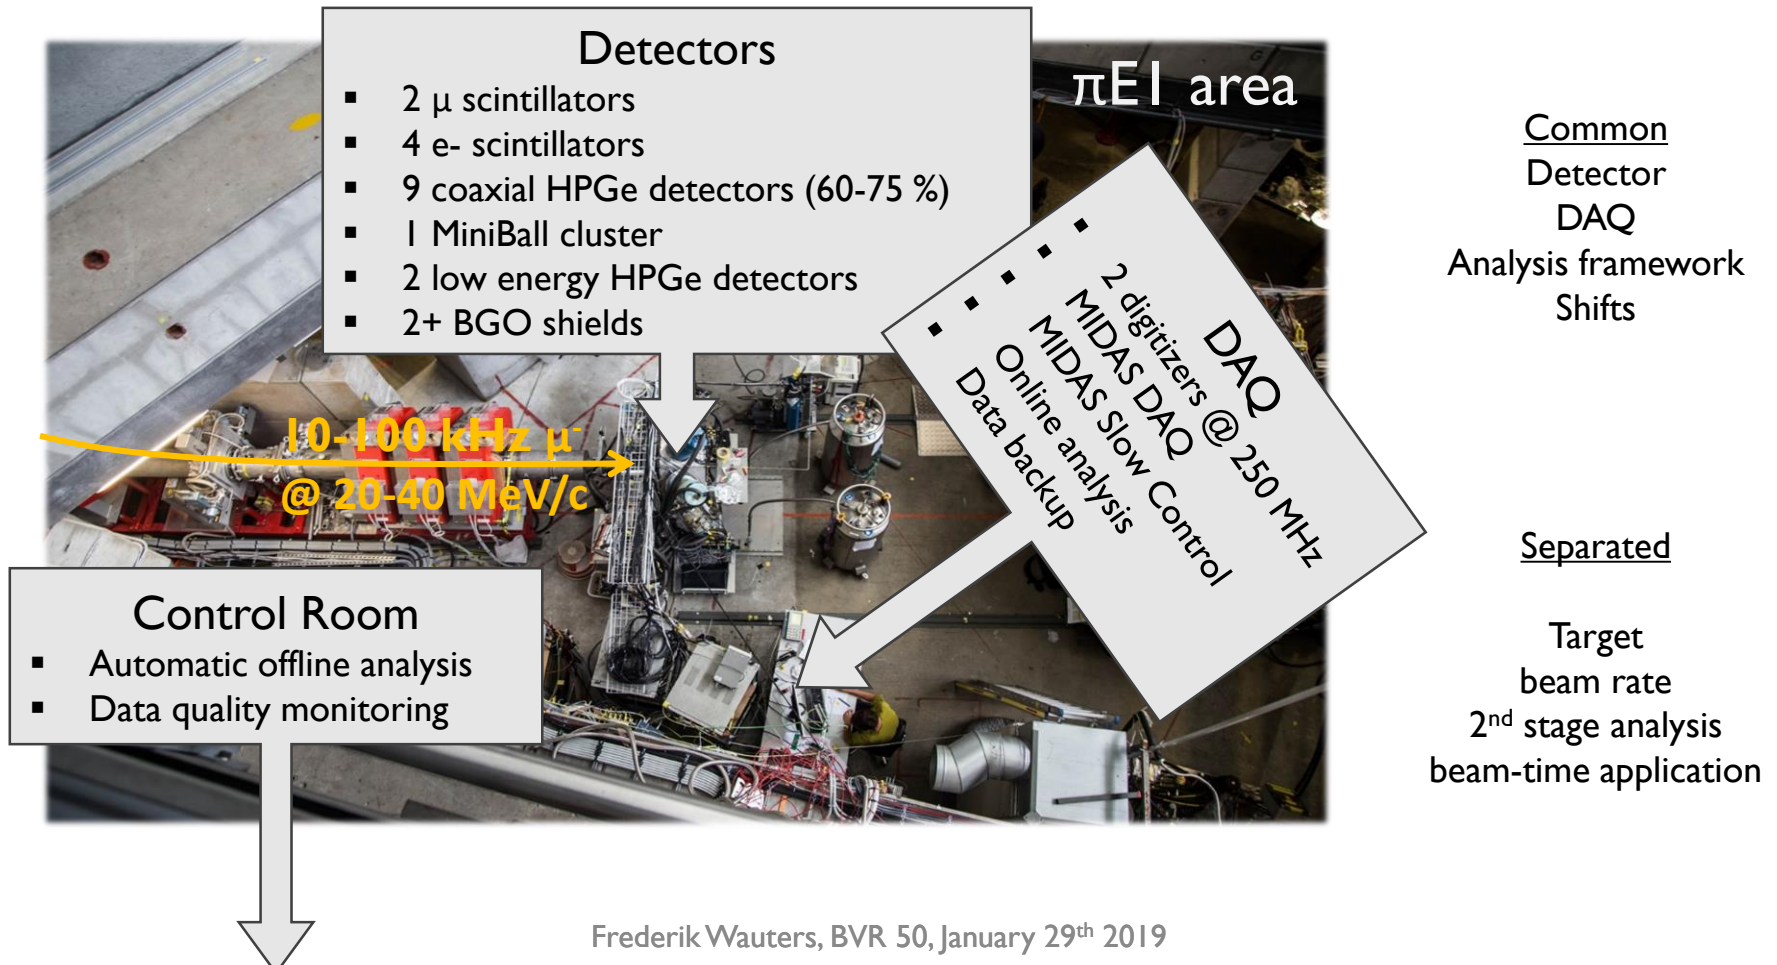 Detectors
▪ 2 μ scintillators
▪ 4 e- scintillators
▪ 9 coaxial HPGe detectors (60-75 %)
▪ 1 MiniBall cluster
▪ 2 low energy HPGe detectors
▪ 2+ BGO shields
πE1 area
DAQ
▪ 2 digitizers @ 250 MHz
▪ MIDAS DAQ
▪ MIDAS Slow Control
▪ Online analysis
▪ Data backup
10-100 kHz μ⁻
@ 20-40 MeV/c
Control Room
▪ Automatic offline analysis
▪ Data quality monitoring
Common
Detector
DAQ
Analysis framework
Shifts
Separated
Target
beam rate
2nd stage analysis
beam-time application
Frederik Wauters, BVR 50, January 29th 2019